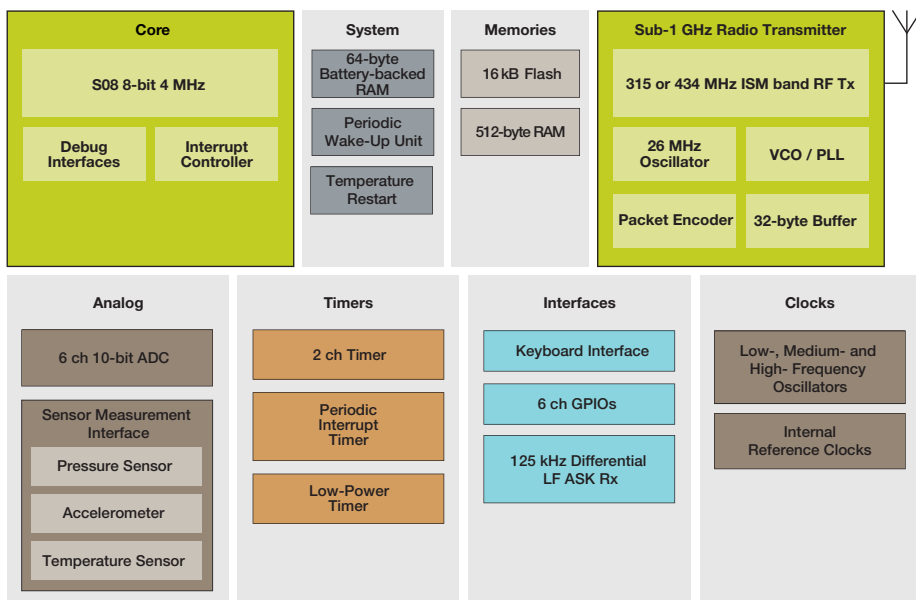 Core
S08 8-bit 4 MHz
Debug
Interfaces
Interrupt
Controller
System
64-byte
Battery-backed
RAM
Periodic
Wake-Up Unit
Temperature
Restart
Memories
16 kB Flash
512-byte RAM
Sub-1 GHz Radio Transmitter
315 or 434 MHz ISM band RF Tx
26 MHz
Oscillator
VCO / PLL
Packet Encoder
32-byte Buffer
Analog
6 ch 10-bit ADC
Sensor Measurement
Interface
Pressure Sensor
Accelerometer
Temperature Sensor
Timers
2 ch Timer
Periodic
Interrupt
Timer
Low-Power
Timer
Interfaces
Keyboard Interface
6 ch GPIOs
125 kHz Differential
LF ASK Rx
Clocks
Low-, Medium- and
High- Frequency
Oscillators
Internal
Reference Clocks